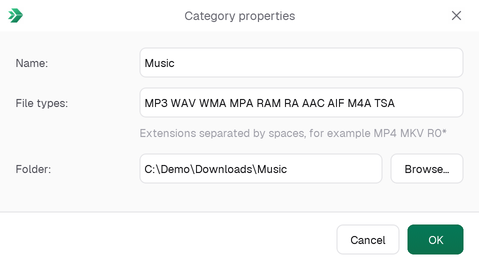 Category properties
Name:
Music
File types:
MP3 WAV WMA MPA RAM RA AAC AIF M4A TSA
Extensions separated by spaces, for example MP4 MKV R0*
Folder:
C:\Demo\Downloads\Music
Browse...
Cancel
OK